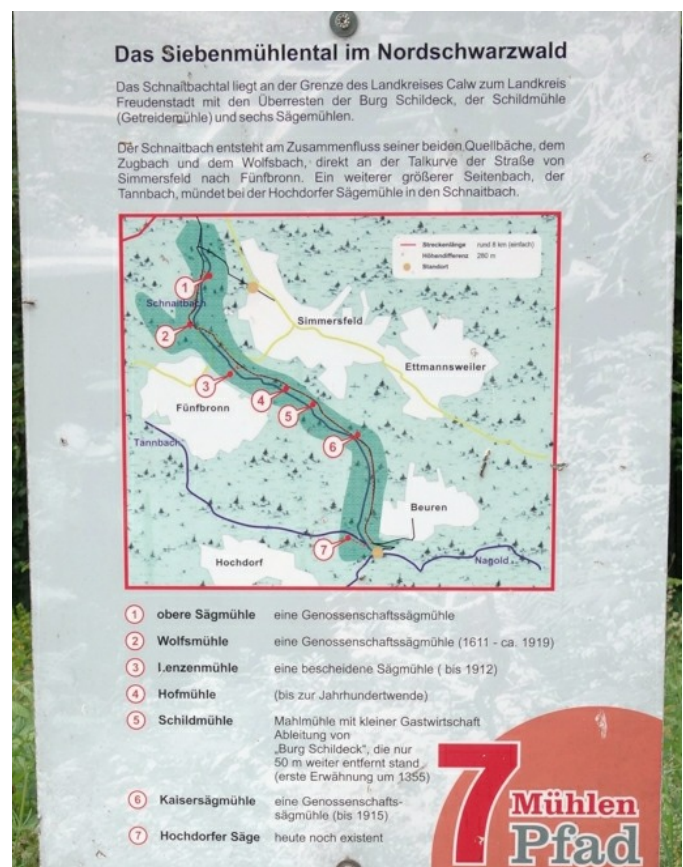 Das Siebenmühlental im Nordschwarzwald
Das Schnaitbachtal liegt an der Grenze des Landkreises Calw zum Landkreis
Freudenstadt mit den Überresten der Burg Schildeck, der Schildmühle
(Getreidemühle) und sechs Sägemühlen.
Der Schnaitbach entsteht am Zusammenfluss seiner beiden Quellbäche, dem
Zugbach und dem Wolfsbach, direkt an der Talkurve der Straße von
Simmersfeld nach Fünfbronn. Ein weiterer größerer Seitenbach, der
Tannbach, mündet bei der Hochdorfer Sägemühle in den Schnaitbach.
Streckenlänge rund 8 km (einfach)
Höhendifferenz 260 m
Standort
1
Schnaitbach
Simmersfeld
2
Ettmannsweiler
3
4
Fünfbronn
5
6
Tannbach
Beuren
7
Hochdorf
Nagold
1 obere Sägmühle eine Genossenschaftssägmühle
2 Wolfsmühle eine Genossenschaftssägmühle (1611 - ca. 1919)
3 Lenzenmühle eine bescheidene Sägmühle ( bis 1912)
4 Hofmühle (bis zur Jahrhundertwende)
5 Schildmühle Mahlmühle mit kleiner Gastwirtschaft
Ableitung von
„Burg Schildeck", die nur
50 m weiter entfernt stand
(erste Erwähnung um 1355)
6 Kaisersägmühle eine Genossenschafts-
sägmühle (bis 1915)
7 Hochdorfer Säge heute noch existent
7 Mühlen
Pfad